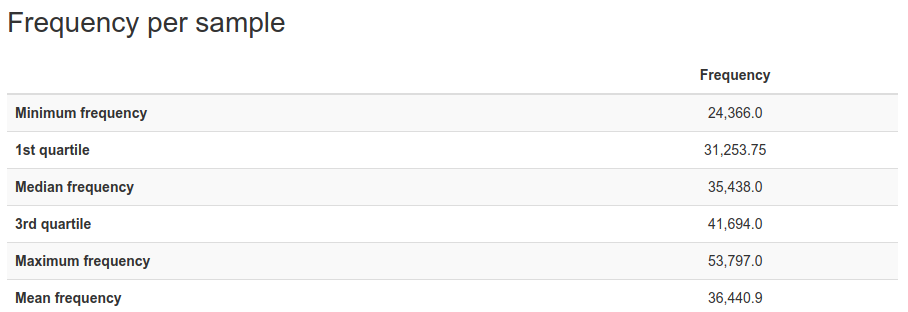 Frequency per sample
Frequency
Minimum frequency 24,366.0
1st quartile 31,253.75
Median frequency 35,438.0
3rd quartile 41,694.0
Maximum frequency 53,797.0
Mean frequency 36,440.9